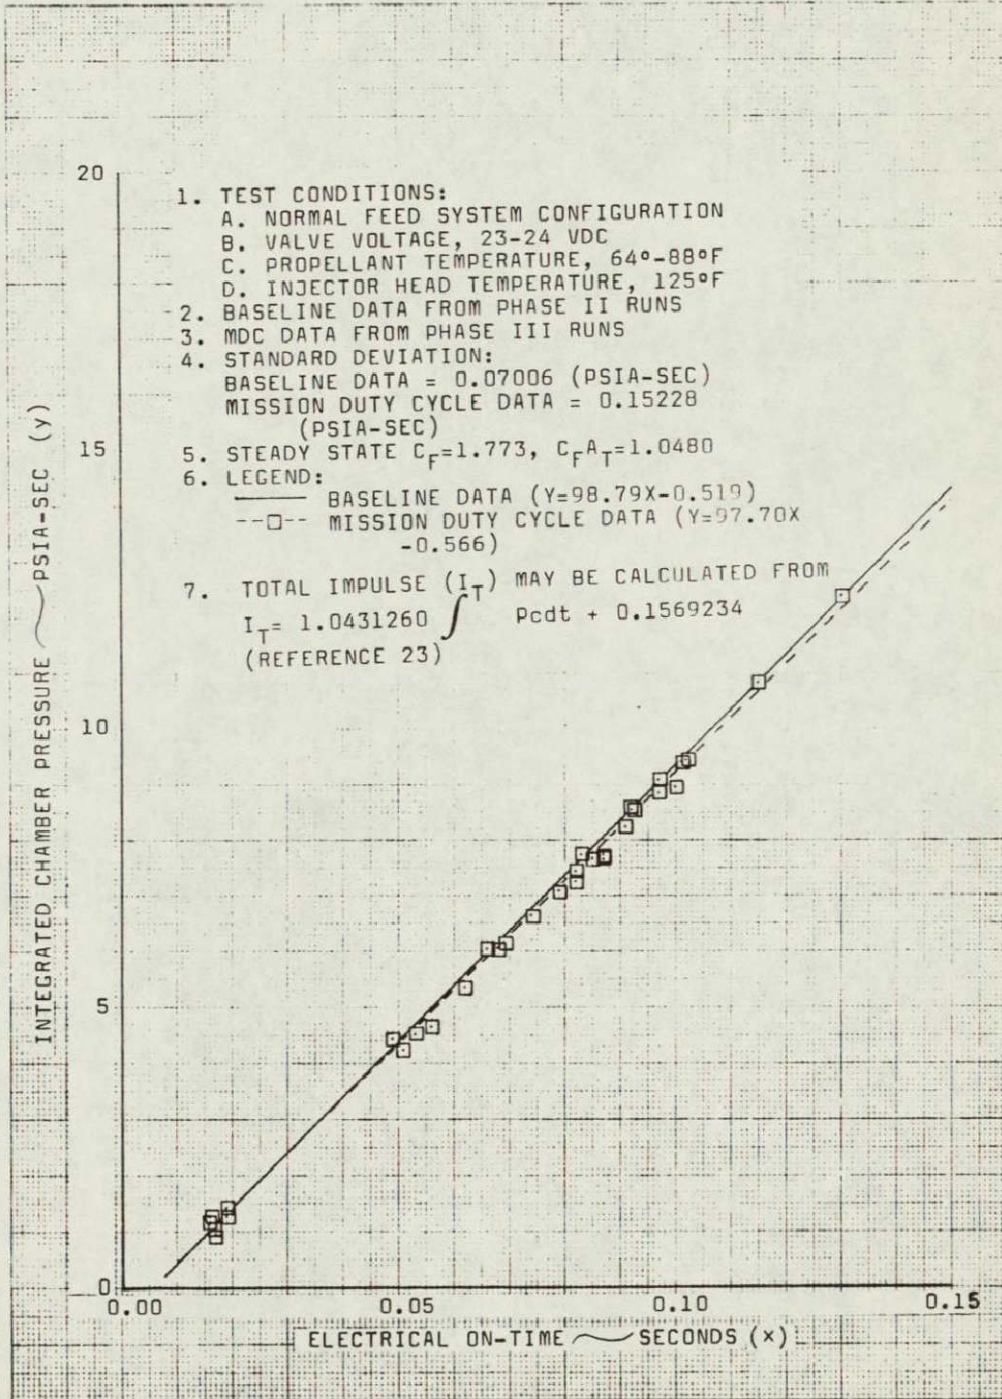 20
1. TEST CONDITIONS:
A. NORMAL FEED SYSTEM CONFIGURATION
B. VALVE VOLTAGE, 23-24 VDC
C. PROPELLANT TEMPERATURE, 64°-88°F
D. INJECTOR HEAD TEMPERATURE, 125°F
2. BASELINE DATA FROM PHASE II RUNS
3. MDC DATA FROM PHASE III RUNS
4. STANDARD DEVIATION:
BASELINE DATA = 0.07006 (PSIA-SEC)
MISSION DUTY CYCLE DATA = 0.15228
(PSIA-SEC)
15
5. STEADY STATE C_F=1.773, C_FA_T=1.0480
6. LEGEND:
BASELINE DATA (Y=98.79X-0.519)
MISSION DUTY CYCLE DATA (Y=97.70X
-0.566)
7. TOTAL IMPULSE (I_T) MAY BE CALCULATED FROM
I_T= 1.0431260 ∫ Pcdt + 0.1569234
(REFERENCE 23)
10
5
0
INTEGRATED CHAMBER PRESSURE ~ PSIA-SEC (y)
0.00 0.05 0.10 0.15
ELECTRICAL ON-TIME ~ SECONDS (x)